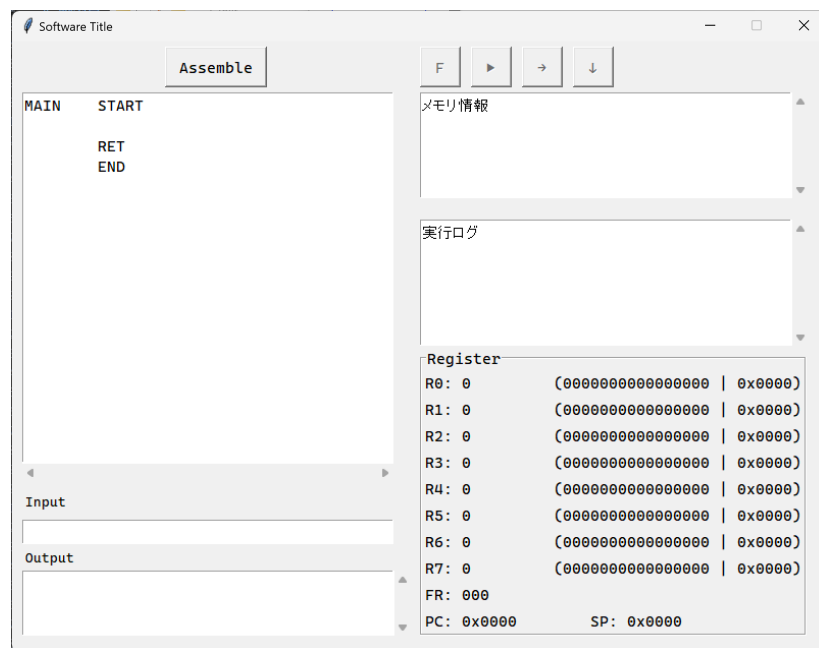 Software Title
Assemble
F ▶ → ↓
MAIN    START
        RET
        END
Input
Output
メモリ情報
実行ログ
Register
R0: 0         (0000000000000000 | 0x0000)
R1: 0         (0000000000000000 | 0x0000)
R2: 0         (0000000000000000 | 0x0000)
R3: 0         (0000000000000000 | 0x0000)
R4: 0         (0000000000000000 | 0x0000)
R5: 0         (0000000000000000 | 0x0000)
R6: 0         (0000000000000000 | 0x0000)
R7: 0         (0000000000000000 | 0x0000)
FR: 000
PC: 0x0000        SP: 0x0000